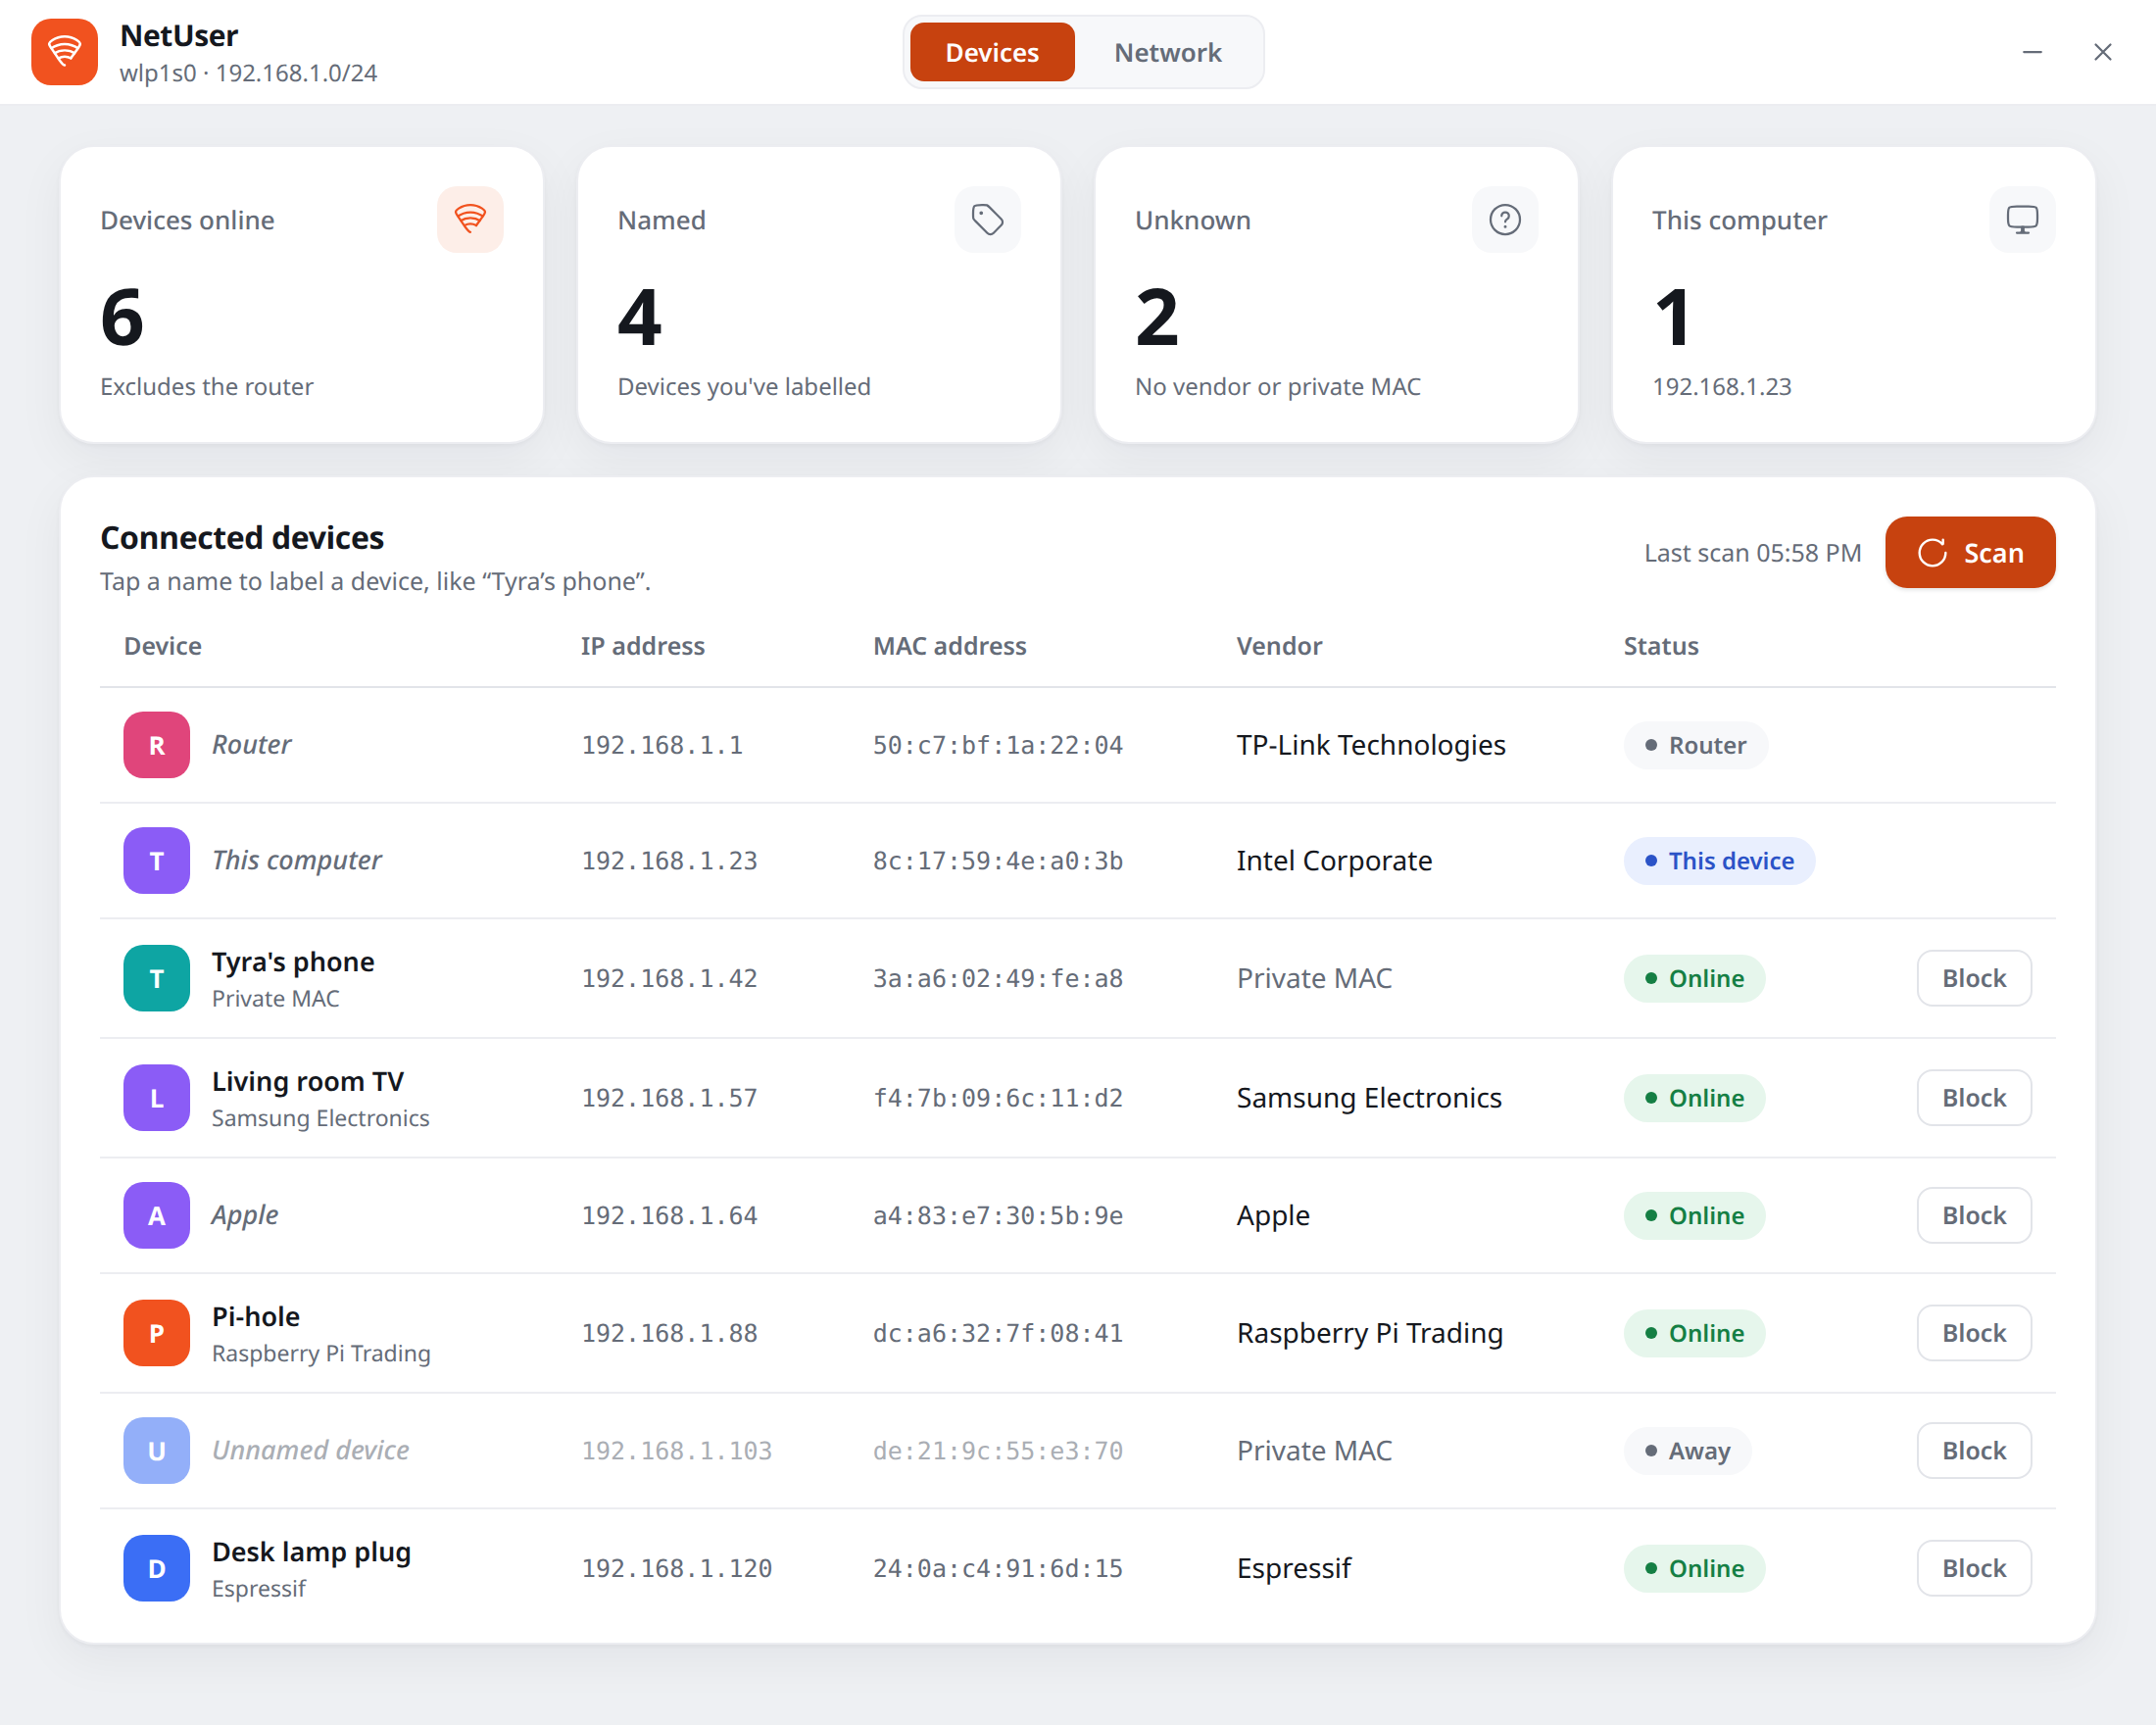 NetUser
wlp1s0 · 192.168.1.0/24
Devices
Network
Devices online
6
Excludes the router
Named
4
Devices you've labelled
Unknown
2
No vendor or private MAC
This computer
1
192.168.1.23
Connected devices
Tap a name to label a device, like “Tyra’s phone”.
Last scan 05:58 PM
Scan
Device IP address MAC address Vendor Status
R Router 192.168.1.1 50:c7:bf:1a:22:04 TP-Link Technologies Router
T This computer 192.168.1.23 8c:17:59:4e:a0:3b Intel Corporate This device
T Tyra's phone 192.168.1.42 3a:a6:02:49:fe:a8 Private MAC Online Block
Private MAC
L Living room TV 192.168.1.57 f4:7b:09:6c:11:d2 Samsung Electronics Online Block
Samsung Electronics
A Apple 192.168.1.64 a4:83:e7:30:5b:9e Apple Online Block
P Pi-hole 192.168.1.88 dc:a6:32:7f:08:41 Raspberry Pi Trading Online Block
Raspberry Pi Trading
U Unnamed device 192.168.1.103 de:21:9c:55:e3:70 Private MAC Away Block
D Desk lamp plug 192.168.1.120 24:0a:c4:91:6d:15 Espressif Online Block
Espressif